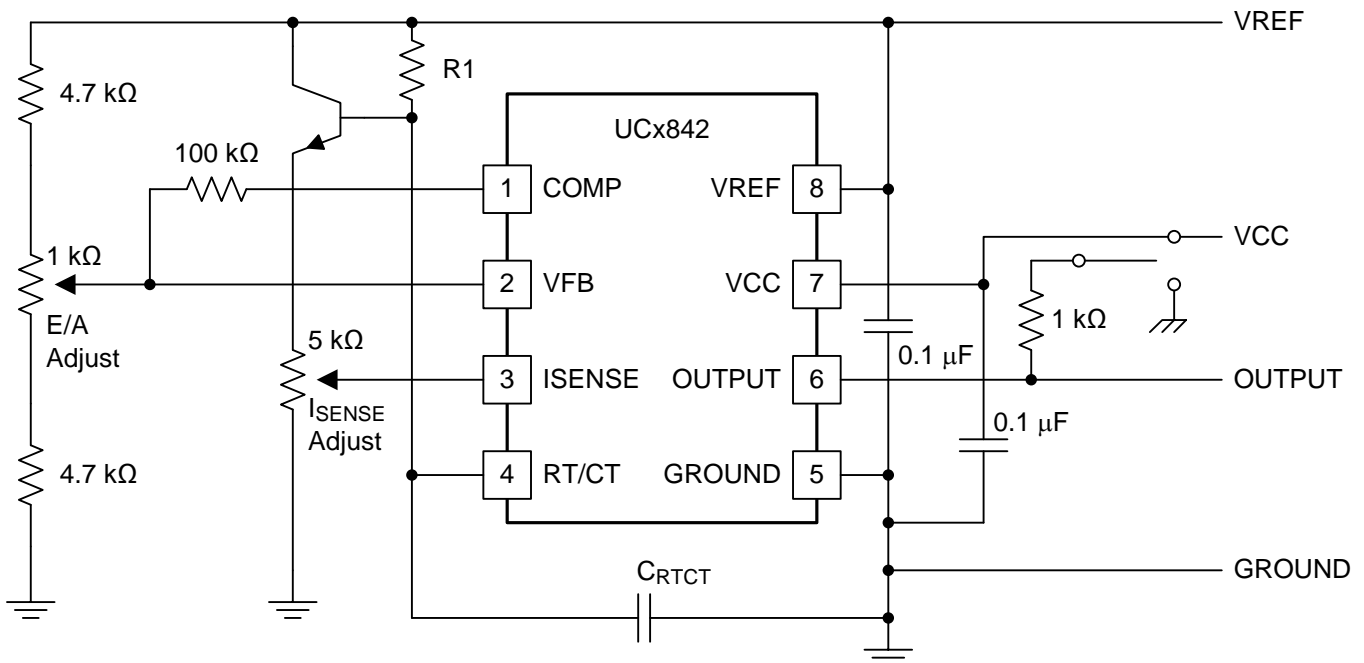 VREF
4.7 kΩ
R1
UCx842
100 kΩ
1 COMP
VREF 8
1 kΩ
E/A
Adjust
2 VFB
VCC 7
VCC
1 kΩ
0.1 μF
5 kΩ
ISENSE
Adjust
3 ISENSE
OUTPUT 6
OUTPUT
0.1 μF
4.7 kΩ
4 RT/CT
GROUND 5
CRTCT
GROUND